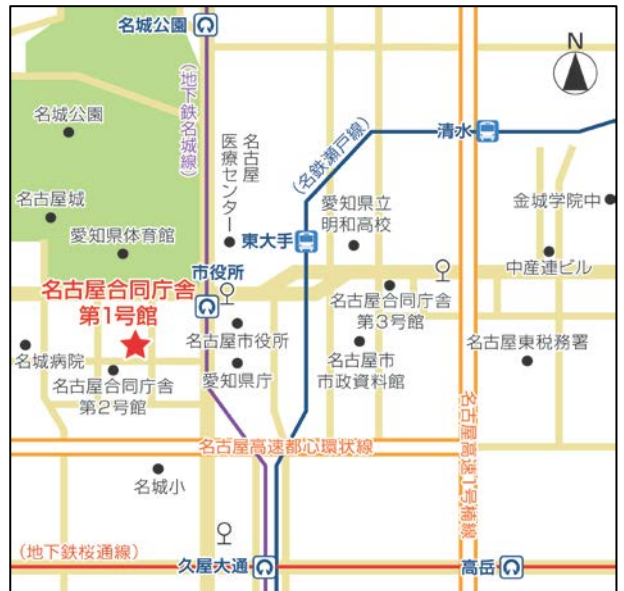 名城公園
N
(地下鉄名城線)
名城公園
清水
(名鉄瀬戸線)
名古屋
医療センター
愛知県立
明和高校
名古屋城
金城学院中
愛知県体育館
東大手
中産連ビル
市役所
名古屋合同庁舎
第1号館
名古屋合同庁舎
第3号館
名古屋市役所
名城病院
名古屋市
市政資料館
名古屋東税務署
愛知県庁
名古屋合同庁舎
第2号館
名古屋高速都心環状線
名古屋高速1号楠線
名城小
(地下鉄桜通線)
久屋大通
高岳